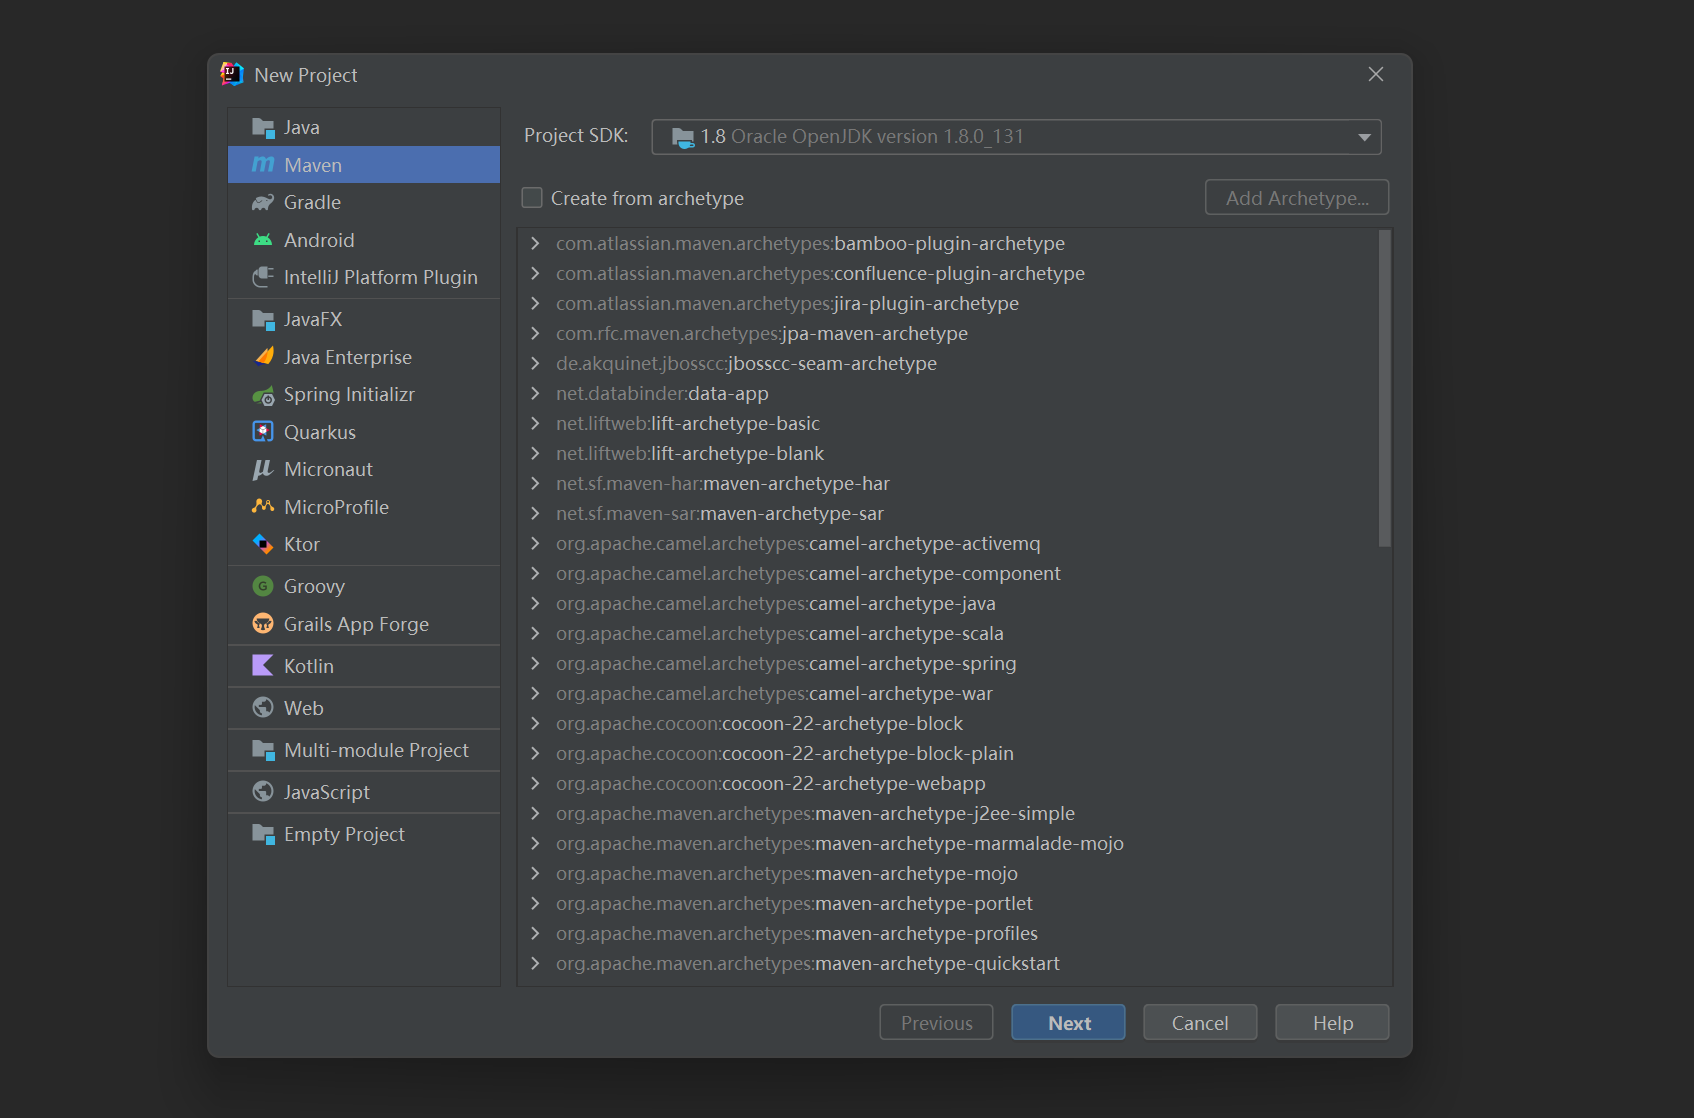 New Project
Java
Maven
Gradle
Android
IntelliJ Platform Plugin
JavaFX
Java Enterprise
Spring Initializr
Quarkus
Micronaut
MicroProfile
Ktor
Groovy
Grails App Forge
Kotlin
Web
Multi-module Project
JavaScript
Empty Project
Project SDK: 1.8 Oracle OpenJDK version 1.8.0_131
Create from archetype
Add Archetype...
com.atlassian.maven.archetypes:bamboo-plugin-archetype
com.atlassian.maven.archetypes:confluence-plugin-archetype
com.atlassian.maven.archetypes:jira-plugin-archetype
com.rfc.maven.archetypes:jpa-maven-archetype
de.akquinet.jbosscc:jbosscc-seam-archetype
net.databinder:data-app
net.liftweb:lift-archetype-basic
net.liftweb:lift-archetype-blank
net.sf.maven-har:maven-archetype-har
net.sf.maven-sar:maven-archetype-sar
org.apache.camel.archetypes:camel-archetype-activemq
org.apache.camel.archetypes:camel-archetype-component
org.apache.camel.archetypes:camel-archetype-java
org.apache.camel.archetypes:camel-archetype-scala
org.apache.camel.archetypes:camel-archetype-spring
org.apache.camel.archetypes:camel-archetype-war
org.apache.cocoon:cocoon-22-archetype-block
org.apache.cocoon:cocoon-22-archetype-block-plain
org.apache.cocoon:cocoon-22-archetype-webapp
org.apache.maven.archetypes:maven-archetype-j2ee-simple
org.apache.maven.archetypes:maven-archetype-marmalade-mojo
org.apache.maven.archetypes:maven-archetype-mojo
org.apache.maven.archetypes:maven-archetype-portlet
org.apache.maven.archetypes:maven-archetype-profiles
org.apache.maven.archetypes:maven-archetype-quickstart
Previous
Next
Cancel
Help